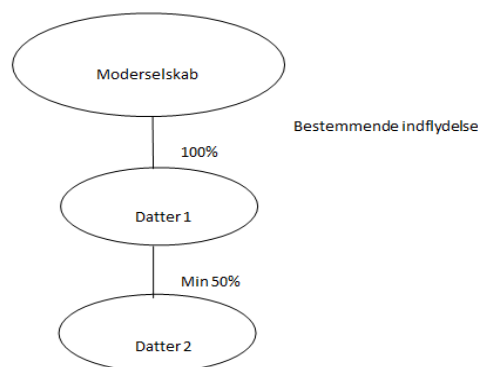 Moderselskab
Bestemmende indflydelse
100%
Datter 1
Min 50%
Datter 2